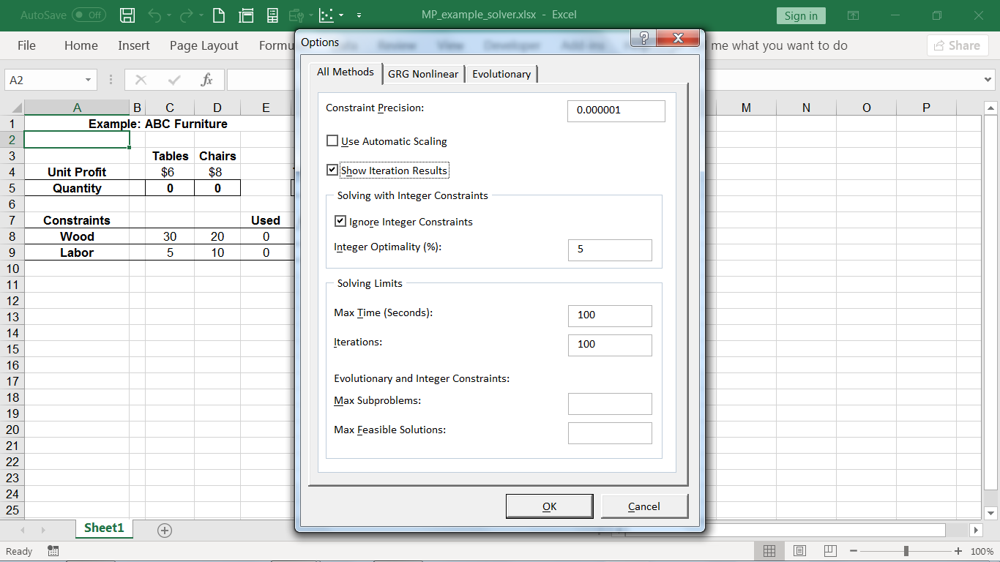 AutoSave Off MP_example_solver.xlsx - Excel Sign in
File Home Insert Page Layout Formu Review View Developer Add-ins me what you want to do Share
A2 fx
Options
All Methods GRG Nonlinear Evolutionary
Constraint Precision: 0.000001
Use Automatic Scaling
Show Iteration Results
Solving with Integer Constraints
Ignore Integer Constraints
Integer Optimality (%): 5
Solving Limits
Max Time (Seconds): 100
Iterations: 100
Evolutionary and Integer Constraints:
Max Subproblems:
Max Feasible Solutions:
OK Cancel
A B C D E M N O P
1 Example: ABC Furniture
2
3 Tables Chairs
4 Unit Profit $6 $8
5 Quantity 0 0
6
7 Constraints Used
8 Wood 30 20 0
9 Labor 5 10 0
10
11
12
13
14
15
16
17
18
19
20
21
22
23
24
25
Sheet1
Ready 100%